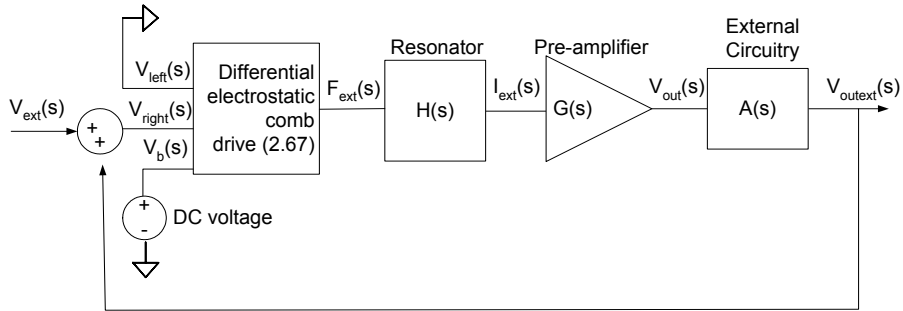 V_left(s)
V_ext(s)
+
+
V_right(s)
V_b(s)
+
-
DC voltage
Differential
electrostatic
comb
drive (2.67)
F_ext(s)
Resonator
H(s)
I_ext(s)
Pre-amplifier
G(s)
V_out(s)
External
Circuitry
A(s)
V_outext(s)